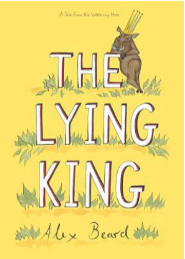 A Tale from the Watering Hole
THE
LYING
KING
Alex Beard